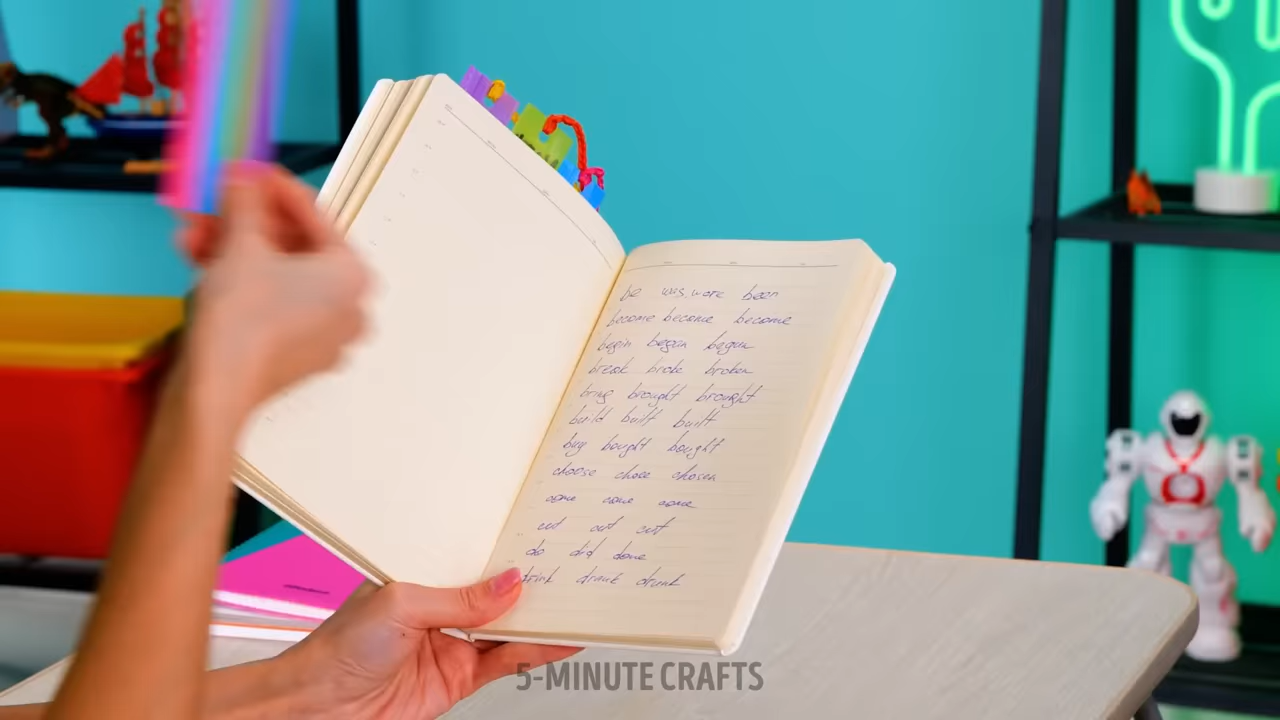 be was, were been
become became become
begin began begun
break broke broken
bring brought brought
build built built
buy bought bought
choose chose chosen
come came come
cut cut cut
do did done
drink drank drunk
5-MINUTE CRAFTS